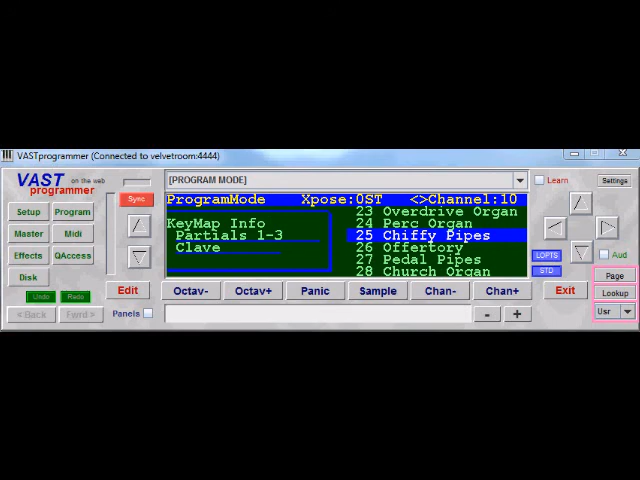 VASTprogrammer (Connected to velvetroom:4444)
VAST on the web
programmer
Sync
[PROGRAM MODE]
Learn
Settings
Setup
Program
Master
Midi
Effects
QAccess
Disk
Undo
Redo
< Back
Fwrd >
ProgramMode Xpose:0ST <>Channel:10
KeyMap Info
Partials 1-3
Clave
23 Overdrive Organ
24 Perc Organ
25 Chiffy Pipes
26 Offertory
27 Pedal Pipes
28 Church Organ
LOPTS
STD
Aud
Page
Lookup
Usr
Edit
Octav-
Octav+
Panic
Sample
Chan-
Chan+
Exit
Panels
-
+